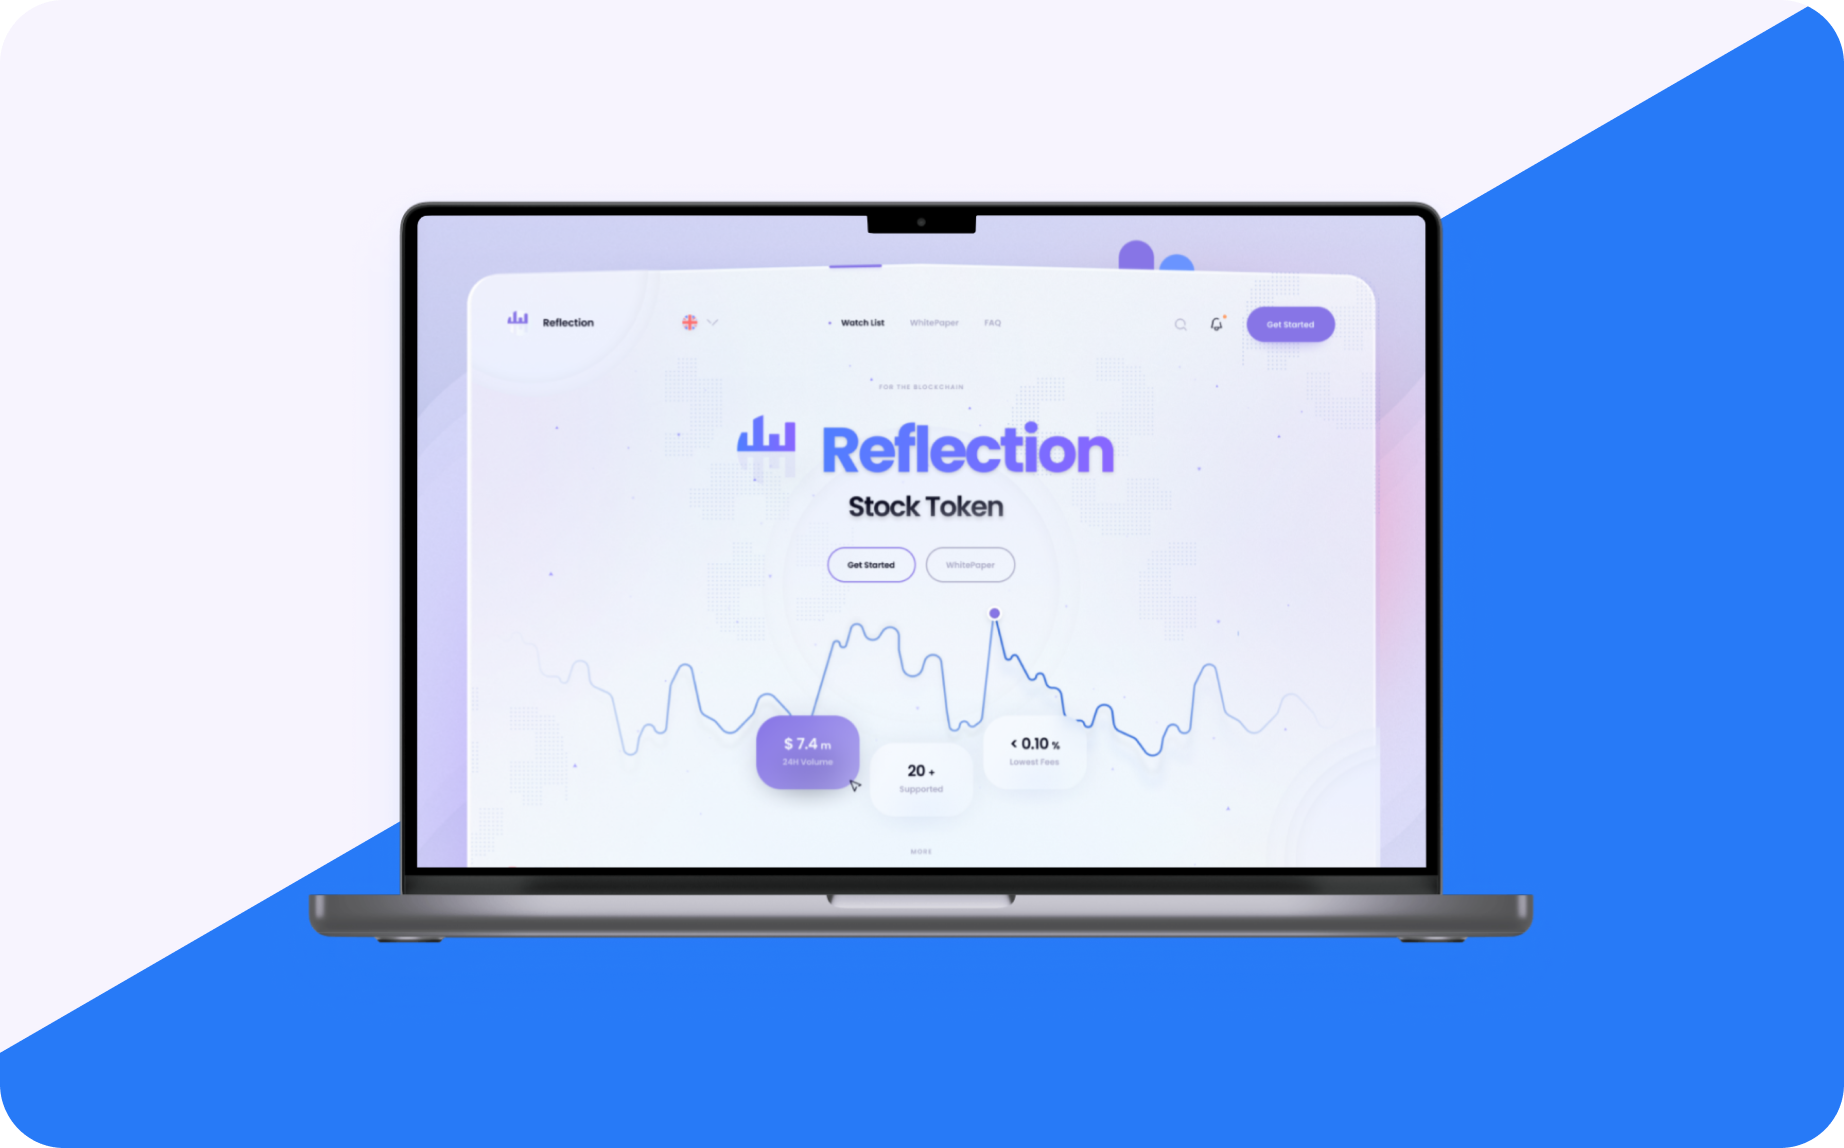 Reflection
Watch List
WhitePaper
FAQ
Get Started
FOR THE BLOCKCHAIN
Reflection
Stock Token
Get Started
WhitePaper
$ 7.4 m
24H Volume
20 +
Supported
< 0.10 %
Lowest Fees
MORE